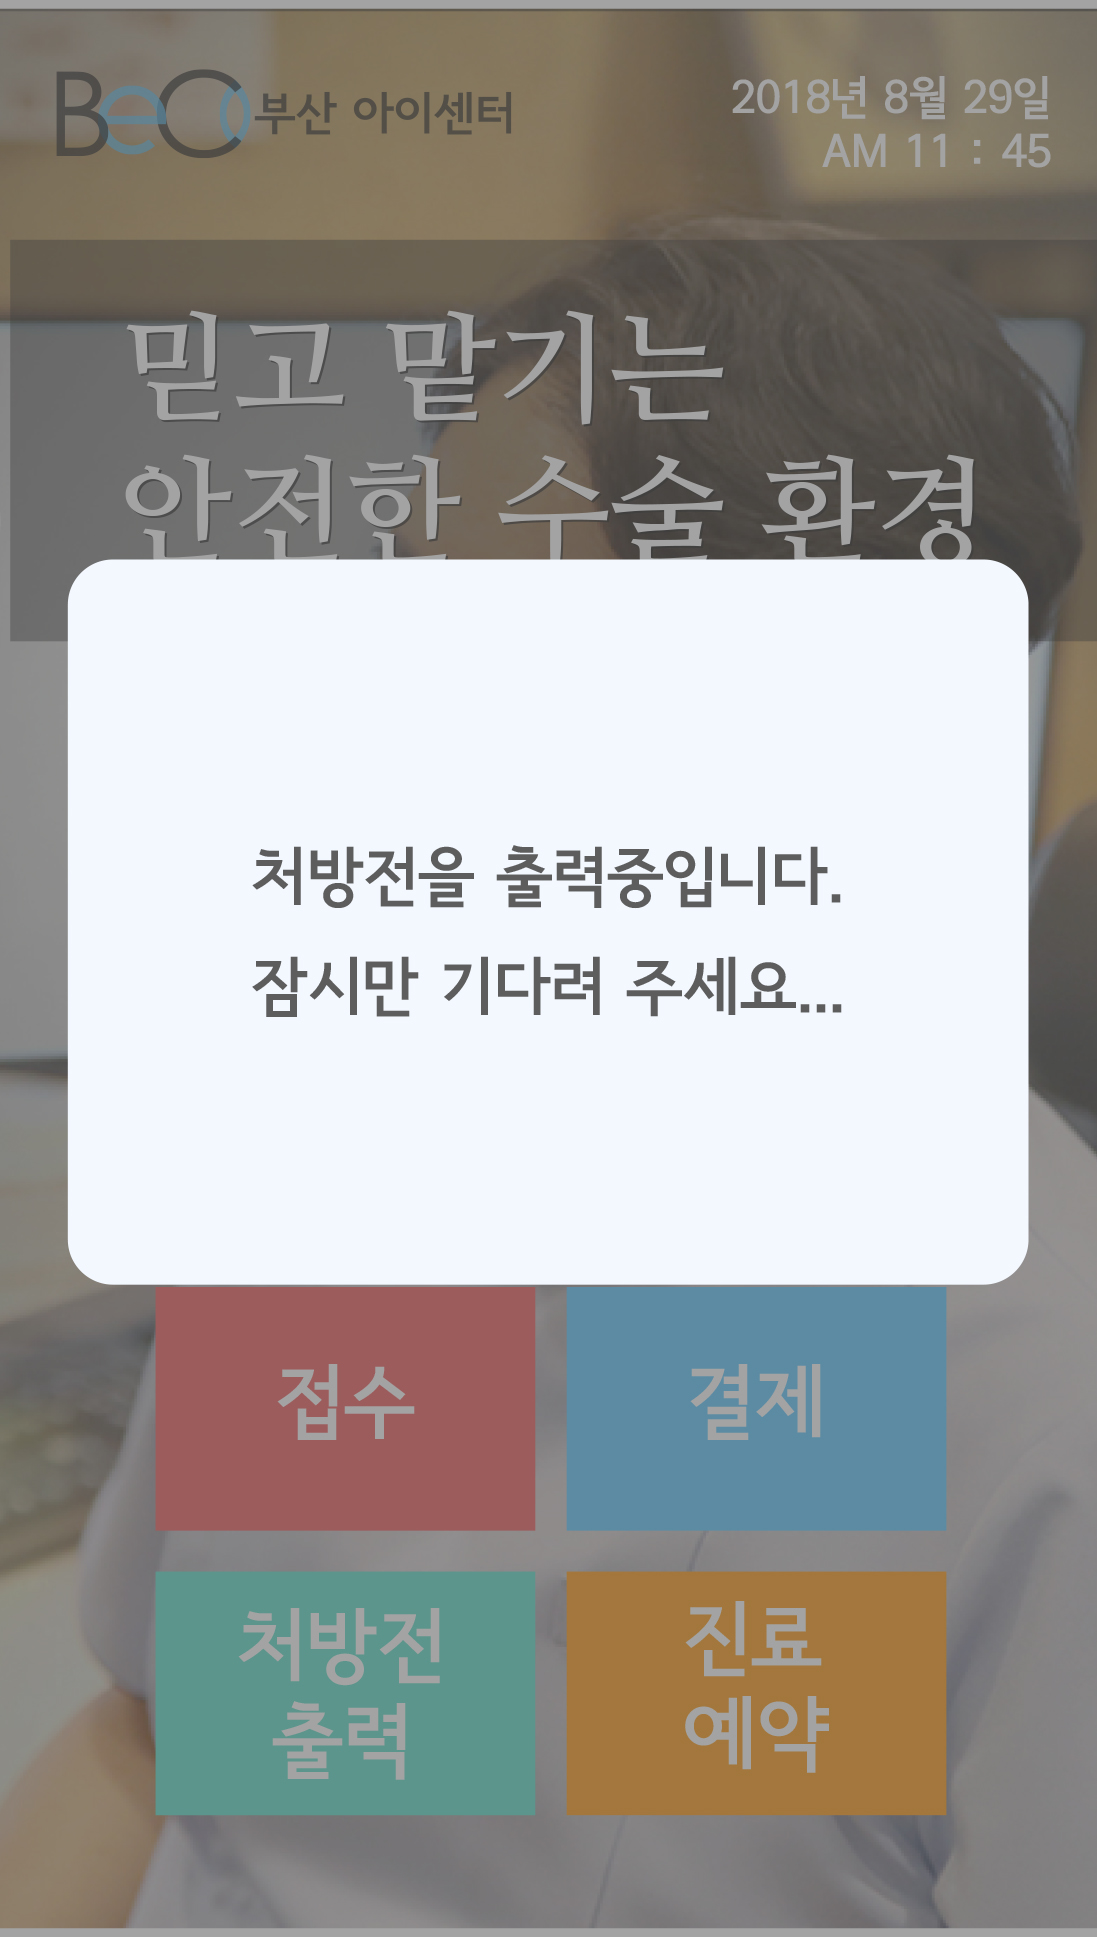 BeC 부산 아이센터
2018년 8월 29일
AM 11 : 45
믿고 맡기는
안전한 수술 환경
처방전을 출력중입니다.
잠시만 기다려 주세요...
접수
결제
처방전
출력
진료
예약